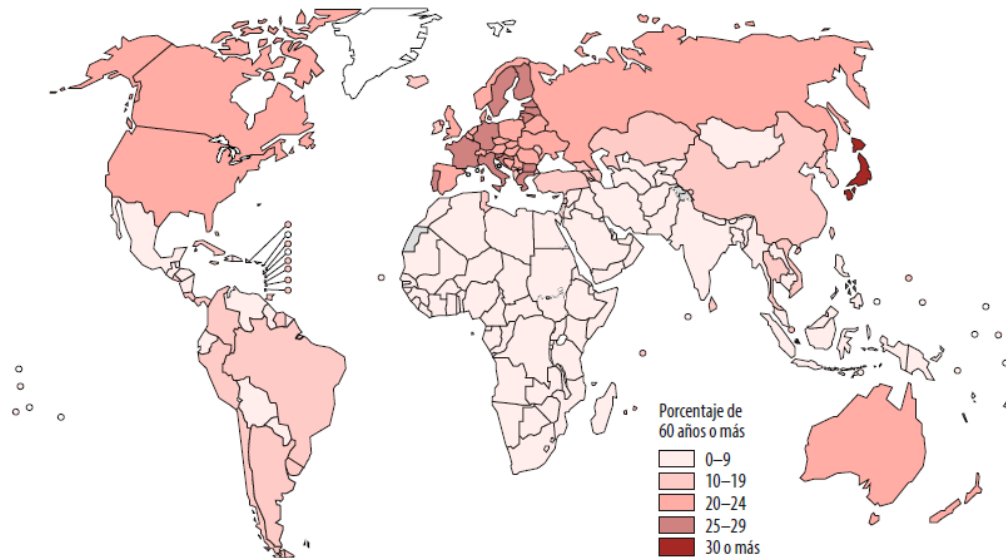 Porcentaje de
60 años o más
0–9
10–19
20–24
25–29
30 o más